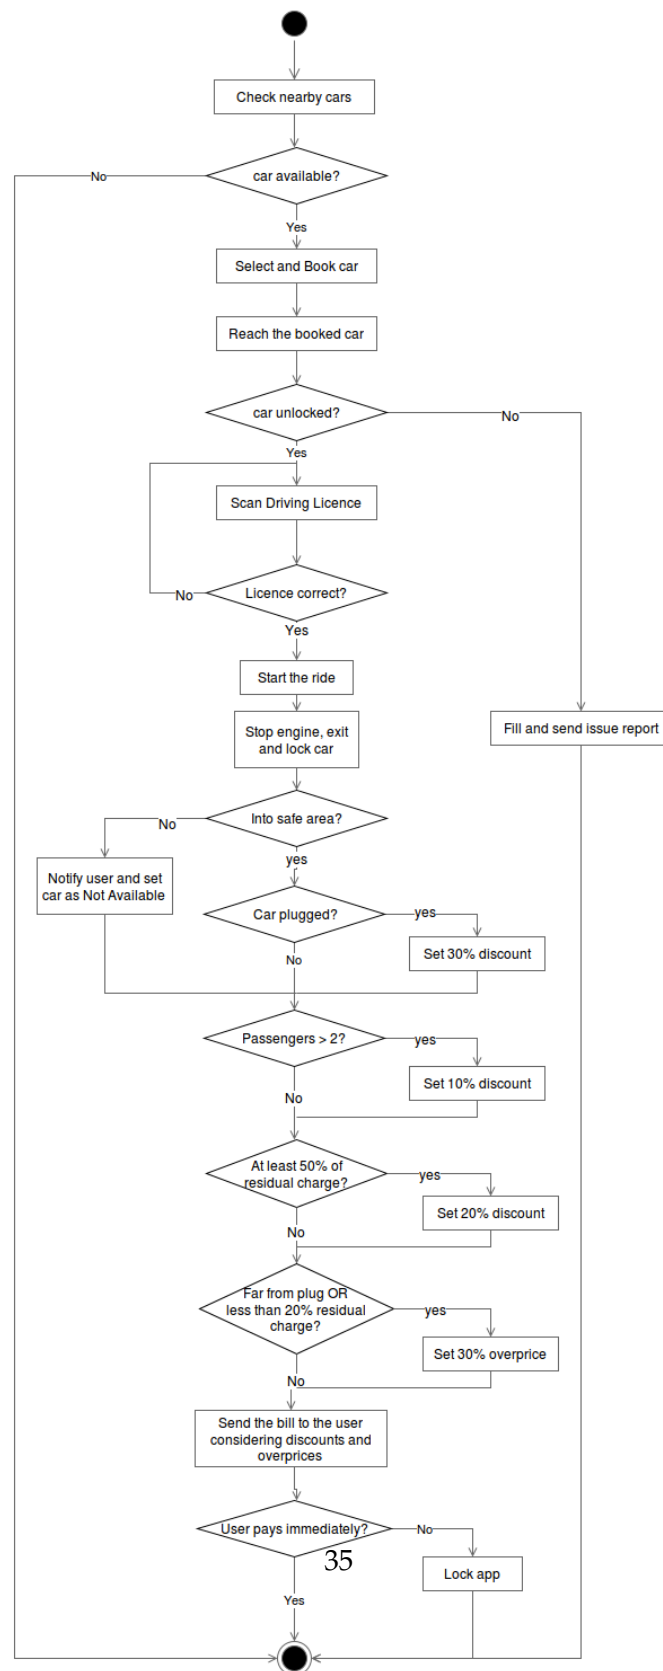 Check nearby cars
No
car available?
Yes
Select and Book car
Reach the booked car
car unlocked?
No
Yes
Scan Driving Licence
No
Licence correct?
Yes
Start the ride
Stop engine, exit
and lock car
Fill and send issue report
No
Into safe area?
yes
Notify user and set
car as Not Available
Car plugged?
yes
Set 30% discount
No
Passengers > 2?
yes
Set 10% discount
No
At least 50% of
residual charge?
yes
Set 20% discount
No
Far from plug OR
less than 20% residual
charge?
yes
Set 30% overprice
No
Send the bill to the user
considering discounts and
overprices
User pays immediately?
No
35
Lock app
Yes